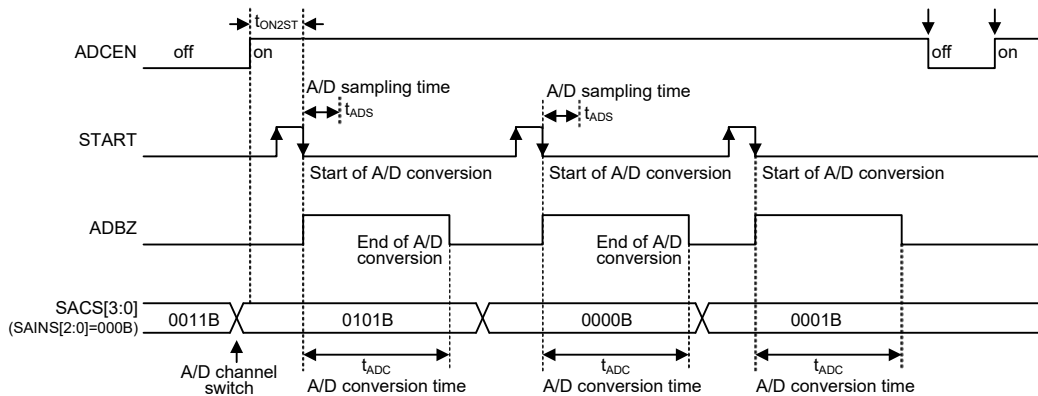 tON2ST
ADCEN
off
on
off
on
A/D sampling time
tADS
A/D sampling time
tADS
START
Start of A/D conversion
Start of A/D conversion
Start of A/D conversion
ADBZ
End of A/D
conversion
End of A/D
conversion
SACS[3:0]
(SAINS[2:0]=000B)
0011B
0101B
0000B
0001B
A/D channel
switch
tADC
A/D conversion time
tADC
A/D conversion time
tADC
A/D conversion time